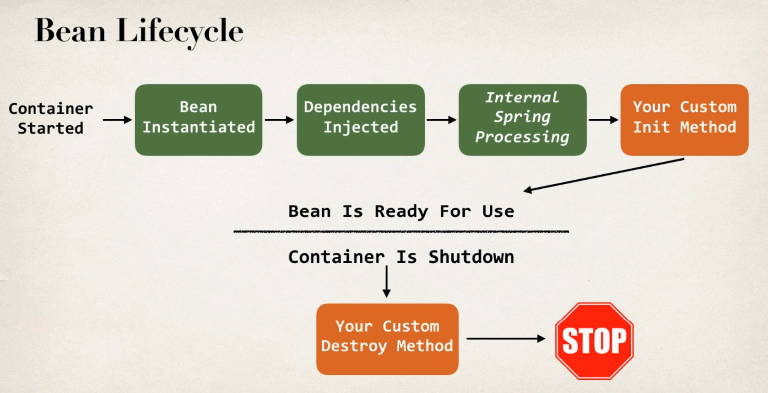 Bean Lifecycle
Container
Started
Bean
Instantiated
Dependencies
Injected
Internal
Spring
Processing
Your Custom
Init Method
Bean Is Ready For Use
Container Is Shutdown
Your Custom
Destroy Method
STOP